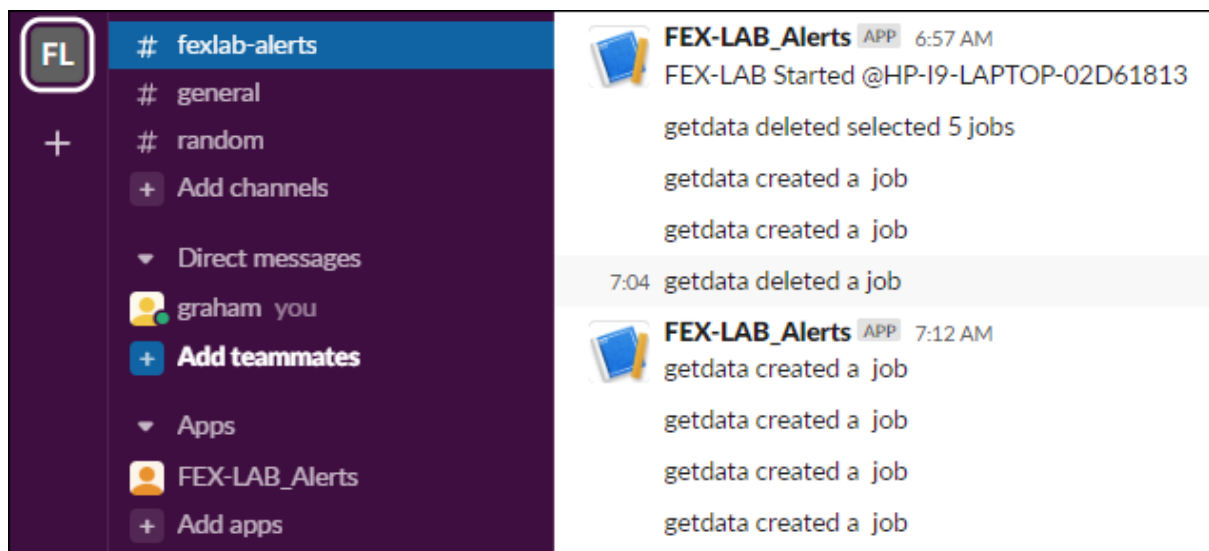 FL
+
# fexlab-alerts
# general
# random
+ Add channels
Direct messages
graham you
+ Add teammates
Apps
FEX-LAB_Alerts
+ Add apps
FEX-LAB_Alerts APP 6:57 AM
FEX-LAB Started @HP-I9-LAPTOP-02D61813
getdata deleted selected 5 jobs
getdata created a  job
getdata created a  job
7:04 getdata deleted a job
FEX-LAB_Alerts APP 7:12 AM
getdata created a  job
getdata created a  job
getdata created a  job
getdata created a  job